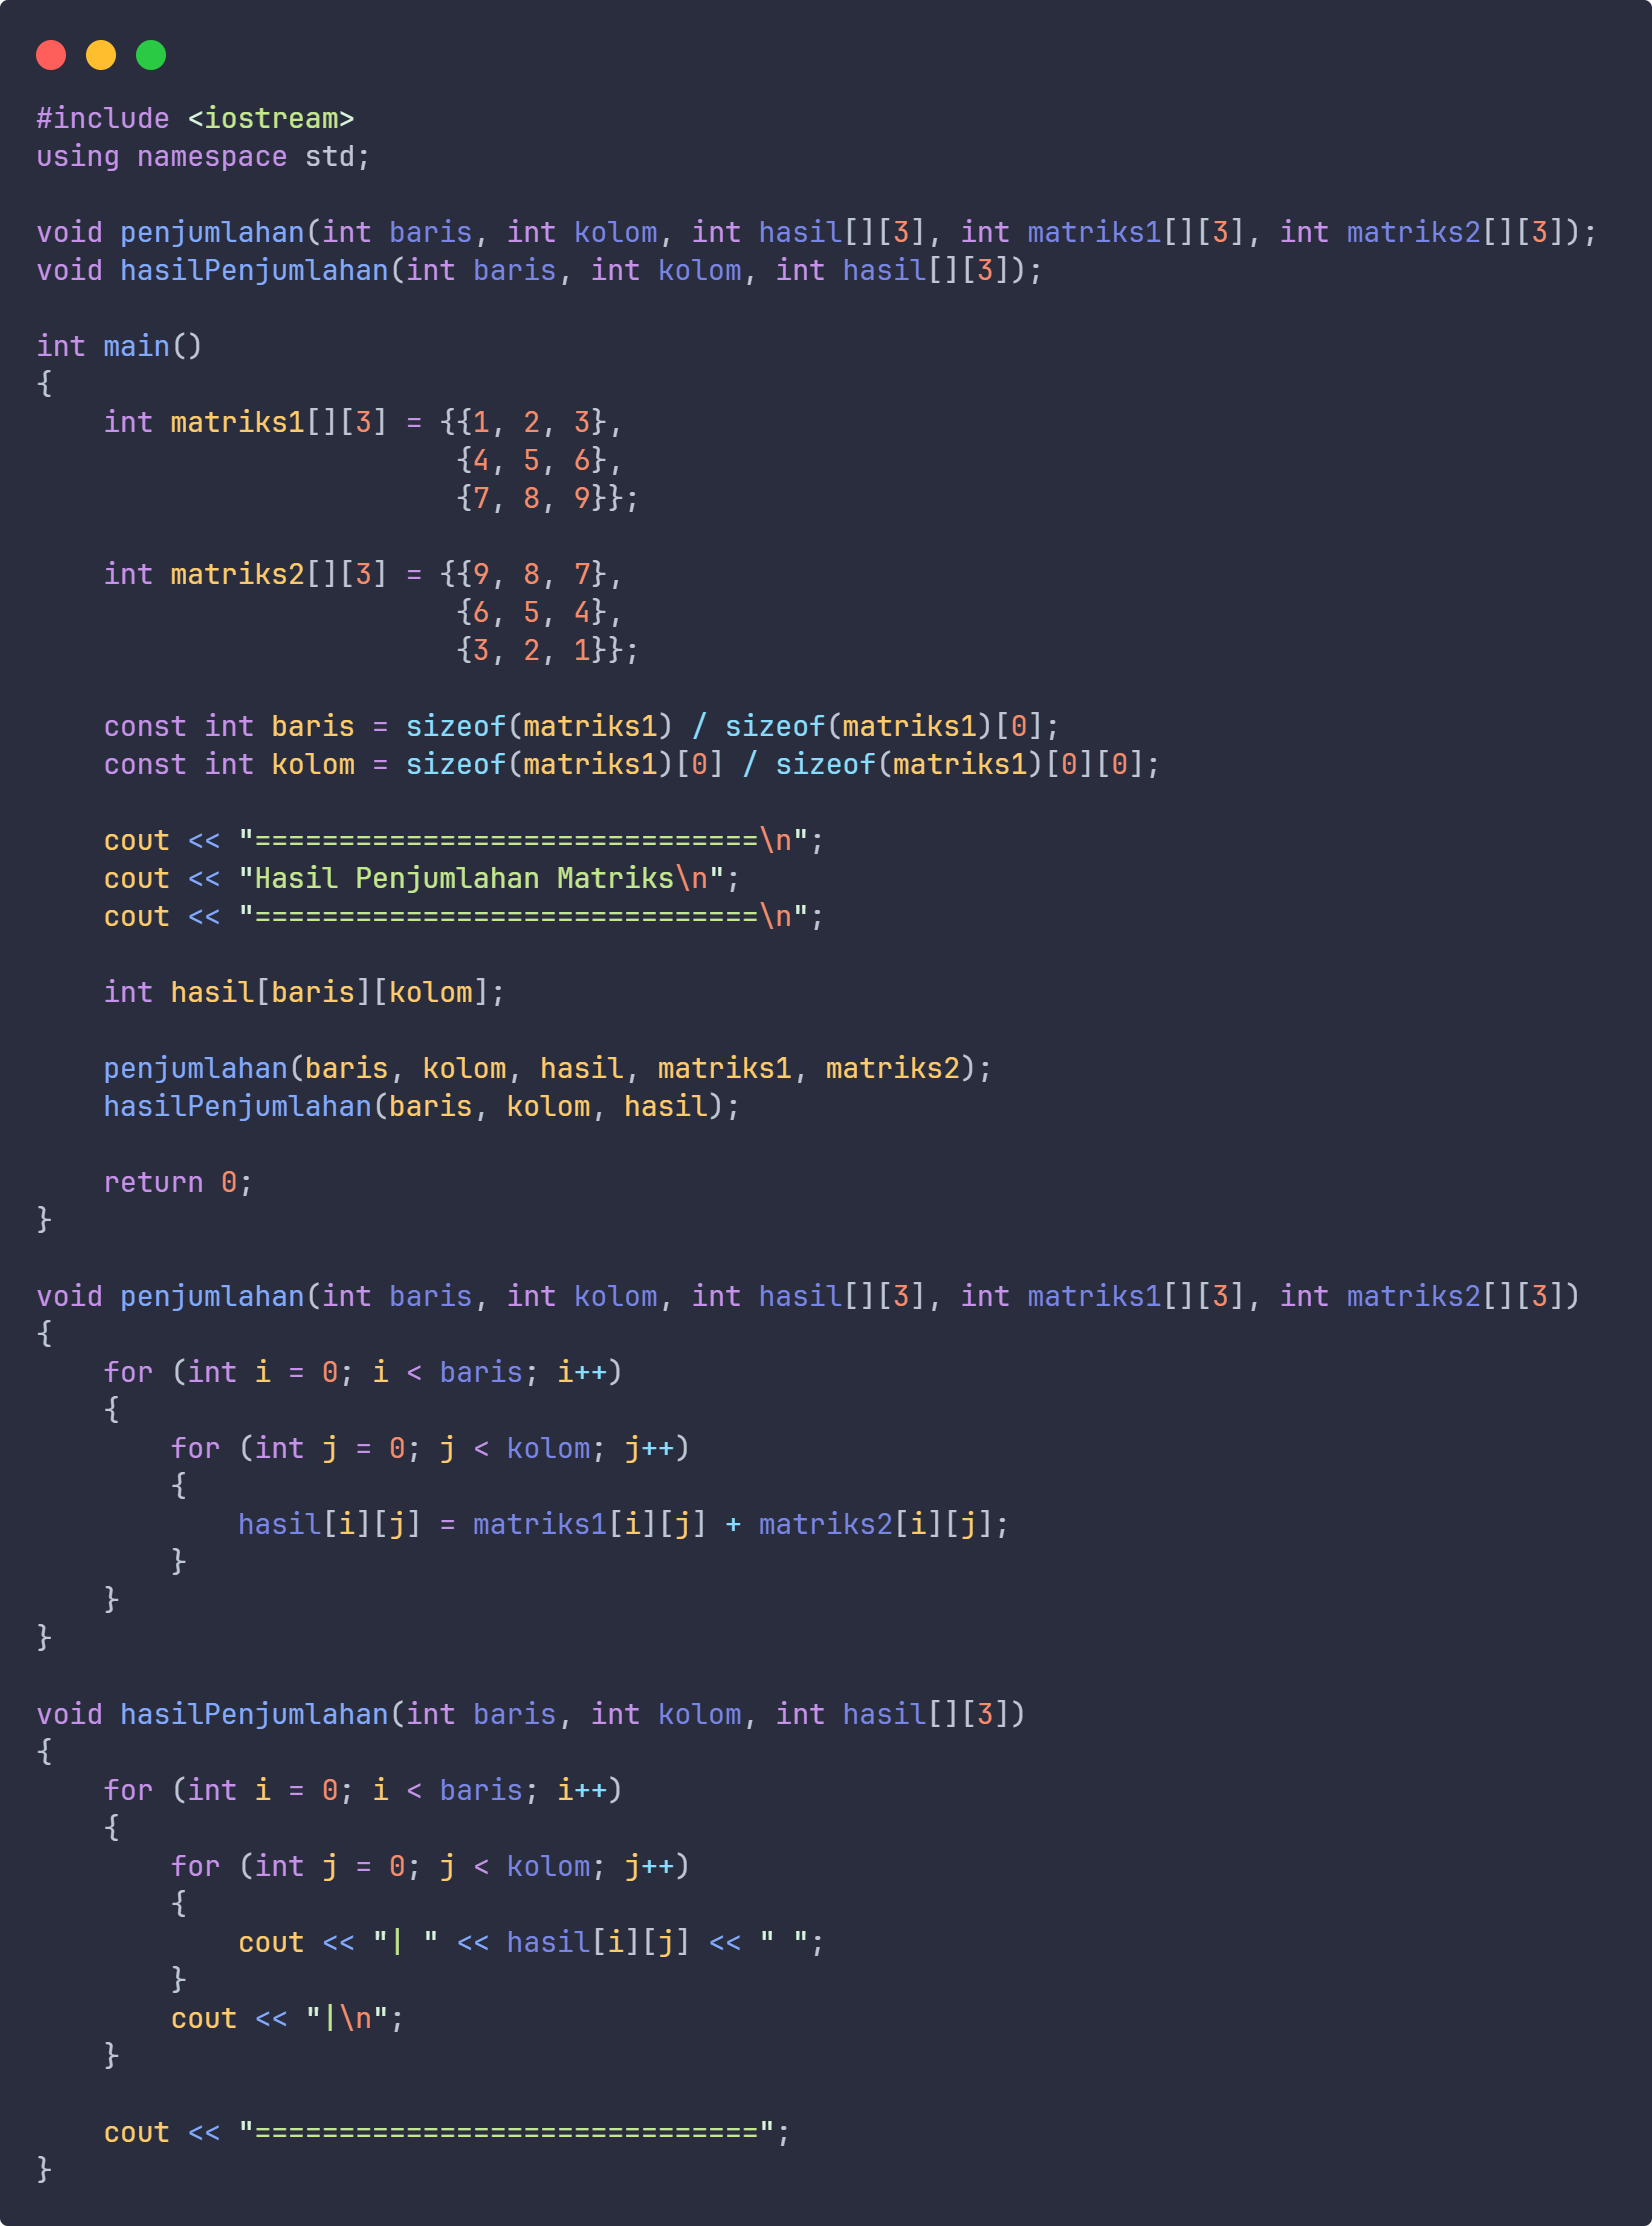 #include <iostream>
using namespace std;

void penjumlahan(int baris, int kolom, int hasil[][3], int matriks1[][3], int matriks2[][3]);
void hasilPenjumlahan(int baris, int kolom, int hasil[][3]);

int main()
{
    int matriks1[][3] = {{1, 2, 3},
                         {4, 5, 6},
                         {7, 8, 9}};

    int matriks2[][3] = {{9, 8, 7},
                         {6, 5, 4},
                         {3, 2, 1}};

    const int baris = sizeof(matriks1) / sizeof(matriks1)[0];
    const int kolom = sizeof(matriks1)[0] / sizeof(matriks1)[0][0];

    cout << "==============================\n";
    cout << "Hasil Penjumlahan Matriks\n";
    cout << "==============================\n";

    int hasil[baris][kolom];

    penjumlahan(baris, kolom, hasil, matriks1, matriks2);
    hasilPenjumlahan(baris, kolom, hasil);

    return 0;
}

void penjumlahan(int baris, int kolom, int hasil[][3], int matriks1[][3], int matriks2[][3])
{
    for (int i = 0; i < baris; i++)
    {
        for (int j = 0; j < kolom; j++)
        {
            hasil[i][j] = matriks1[i][j] + matriks2[i][j];
        }
    }
}

void hasilPenjumlahan(int baris, int kolom, int hasil[][3])
{
    for (int i = 0; i < baris; i++)
    {
        for (int j = 0; j < kolom; j++)
        {
            cout << "| " << hasil[i][j] << " ";
        }
        cout << "|\n";
    }

    cout << "==============================";
}